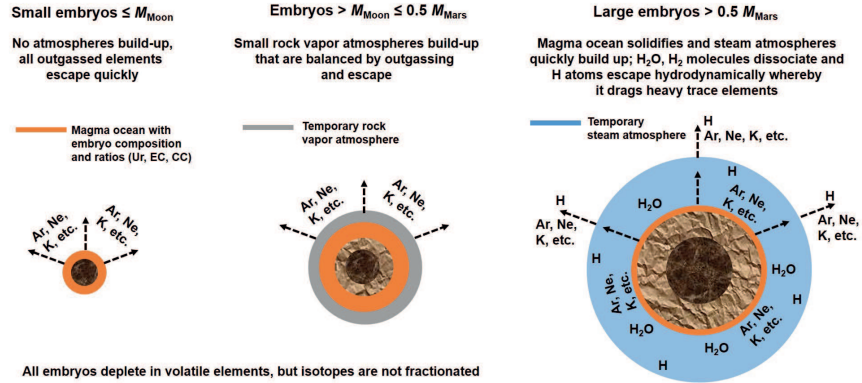 Small embryos ≤ M_Moon
No atmospheres build-up,
all outgassed elements
escape quickly
Magma ocean with
embryo composition
and ratios (Ur, EC, CC)
Ar, Ne,
K, etc.
Ar, Ne,
K, etc.
Embryos > M_Moon ≤ 0.5 M_Mars
Small rock vapor atmospheres build-up
that are balanced by outgassing
and escape
Temporary rock
vapor atmosphere
Ar, Ne,
K, etc.
Ar, Ne,
K, etc.
Large embryos > 0.5 M_Mars
Magma ocean solidifies and steam atmospheres
quickly build up; H₂O, H₂ molecules dissociate and
H atoms escape hydrodynamically whereby
it drags heavy trace elements
Temporary
steam atmosphere
H
Ar, Ne, K, etc.
H
H
Ar, Ne,
K, etc.
H
Ar, Ne,
K, etc.
H₂O
Ar, Ne,
K, etc.
H
Ar, Ne,
K, etc.
H₂O
H
H₂O
Ar, Ne,
K, etc.
H₂O
H
All embryos deplete in volatile elements, but isotopes are not fractionated